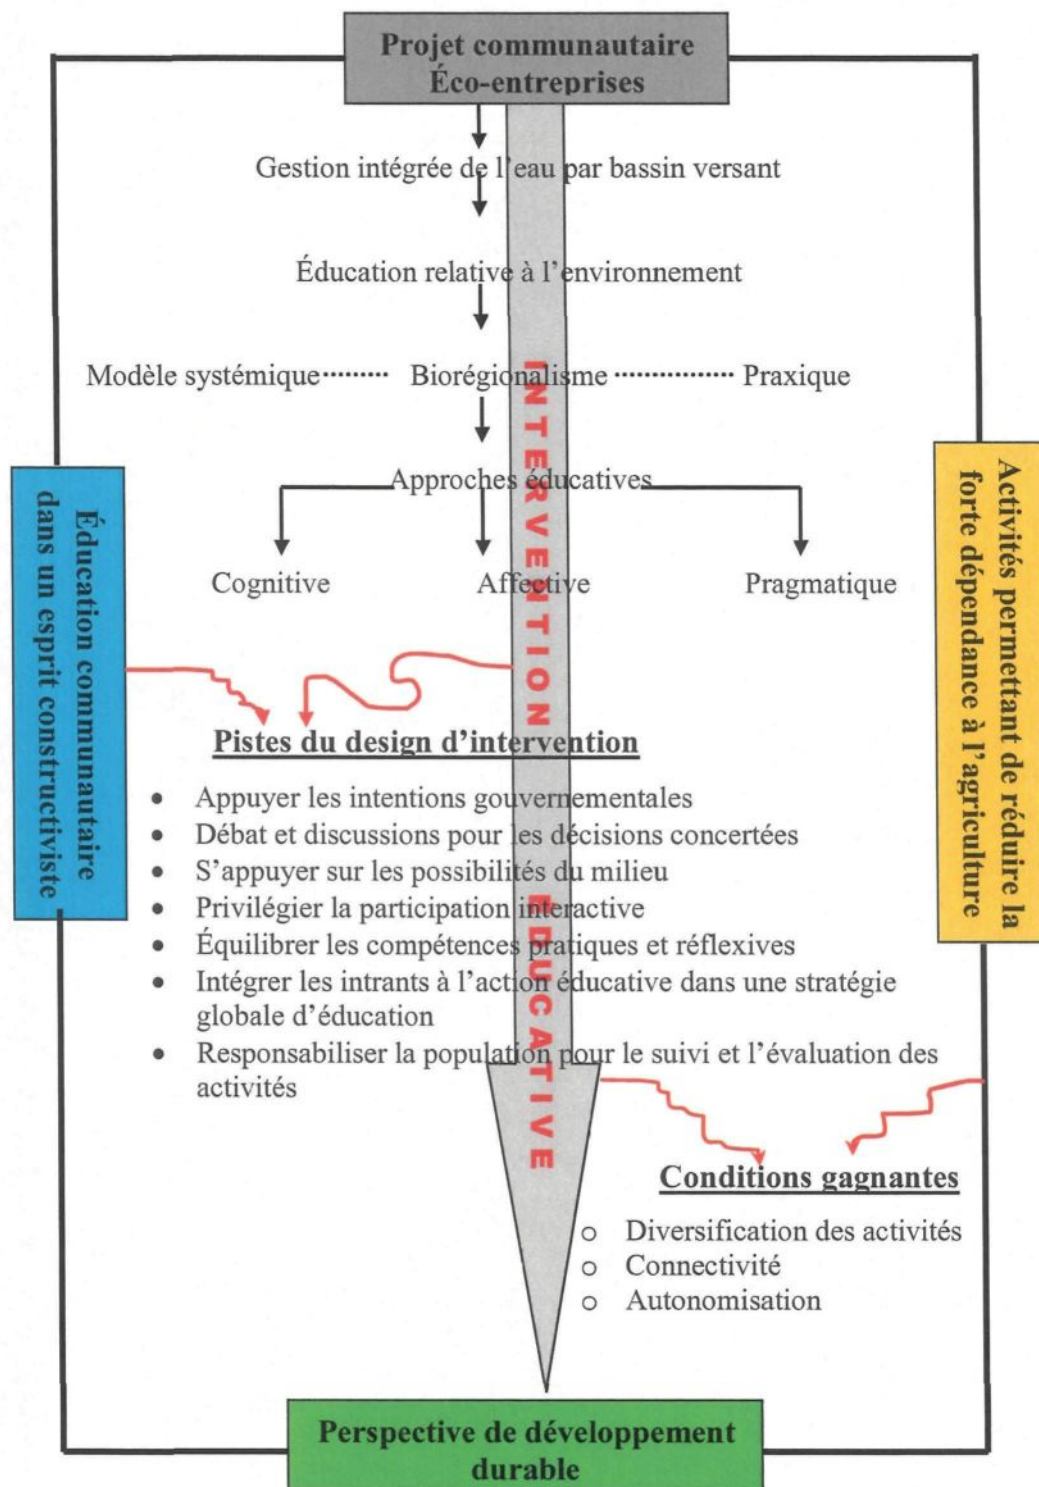 Projet communautaire
Éco-entreprises
Gestion intégrée de l'eau par bassin versant
Éducation relative à l'environnement
Modèle systémique ········ Biorégionalisme ·············· Praxique
Approches éducatives
Cognitive Affective Pragmatique
INTERVENTION EDUCATIVE
Éducation communautaire
dans un esprit constructiviste
Activités permettant de réduire la
forte dépendance à l'agriculture
Pistes du design d'intervention
• Appuyer les intentions gouvernementales
• Débat et discussions pour les décisions concertées
• S'appuyer sur les possibilités du milieu
• Privilégier la participation interactive
• Équilibrer les compétences pratiques et réflexives
• Intégrer les intrants à l'action éducative dans une stratégie
globale d'éducation
• Responsabiliser la population pour le suivi et l'évaluation des
activités
Conditions gagnantes
o Diversification des activités
o Connectivité
o Autonomisation
Perspective de développement
durable